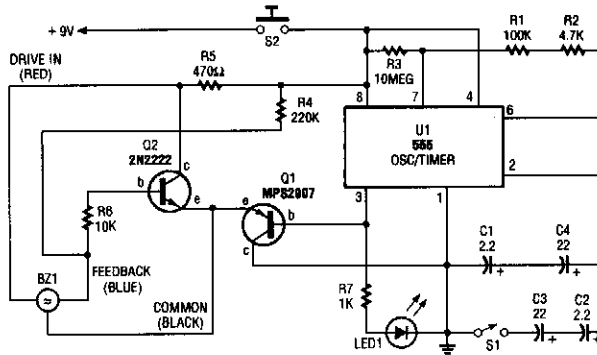 + 9V
S2
R1
100K
R2
4.7K
DRIVE IN
(RED)
R5
470Ω
R3
10MEG
R4
220K
8
7
4
6
U1
555
OSC/TIMER
2
3
1
Q2
2N2222
c
b
e
Q1
MPS2907
e
b
c
R6
10K
BZ1
≈
FEEDBACK
(BLUE)
COMMON
(BLACK)
R7
1K
LED1
C1
2.2
+
C4
22
+
S1
C3
22
+
C2
2.2
+